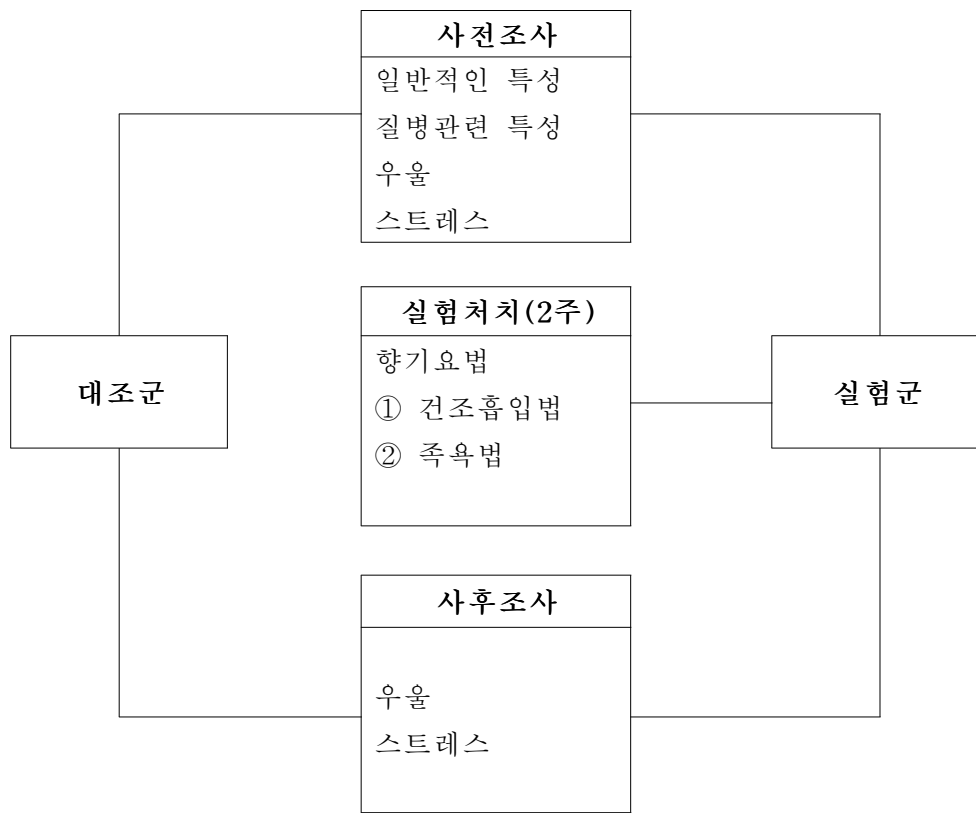 사전조사
일반적인 특성
질병관련 특성
우울
스트레스
실험처치(2주)
향기요법
① 건조흡입법
② 족욕법
대조군
실험군
사후조사
우울
스트레스